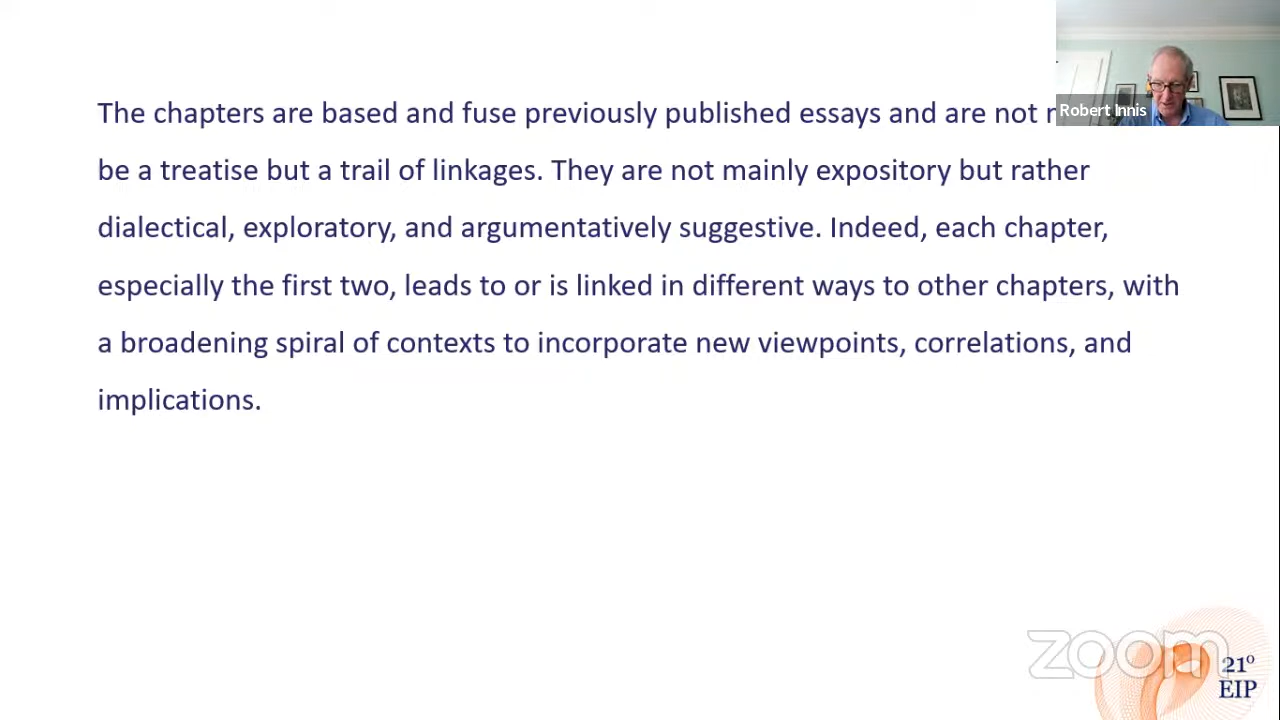 The chapters are based and fuse previously published essays and are not
be a treatise but a trail of linkages. They are not mainly expository but rather
dialectical, exploratory, and argumentatively suggestive. Indeed, each chapter,
especially the first two, leads to or is linked in different ways to other chapters, with
a broadening spiral of contexts to incorporate new viewpoints, correlations, and
implications.
Robert Innis
zoom
21º
EIP